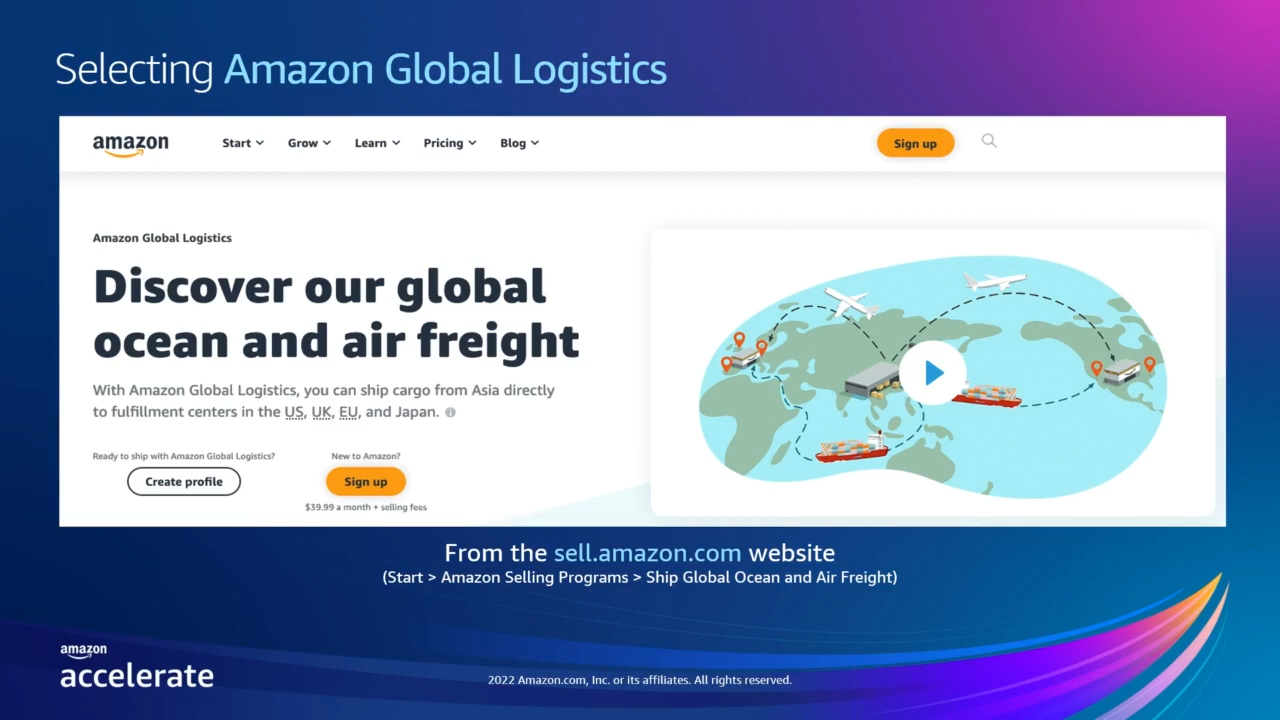 Selecting Amazon Global Logistics
amazon
Start Grow Learn Pricing Blog Sign up
Amazon Global Logistics
Discover our global
ocean and air freight
With Amazon Global Logistics, you can ship cargo from Asia directly
to fulfillment centers in the US, UK, EU, and Japan.
Ready to ship with Amazon Global Logistics? New to Amazon?
Create profile Sign up
$39.99 a month + selling fees
From the sell.amazon.com website
(Start > Amazon Selling Programs > Ship Global Ocean and Air Freight)
amazon
accelerate
2022 Amazon.com, Inc. or its affiliates. All rights reserved.